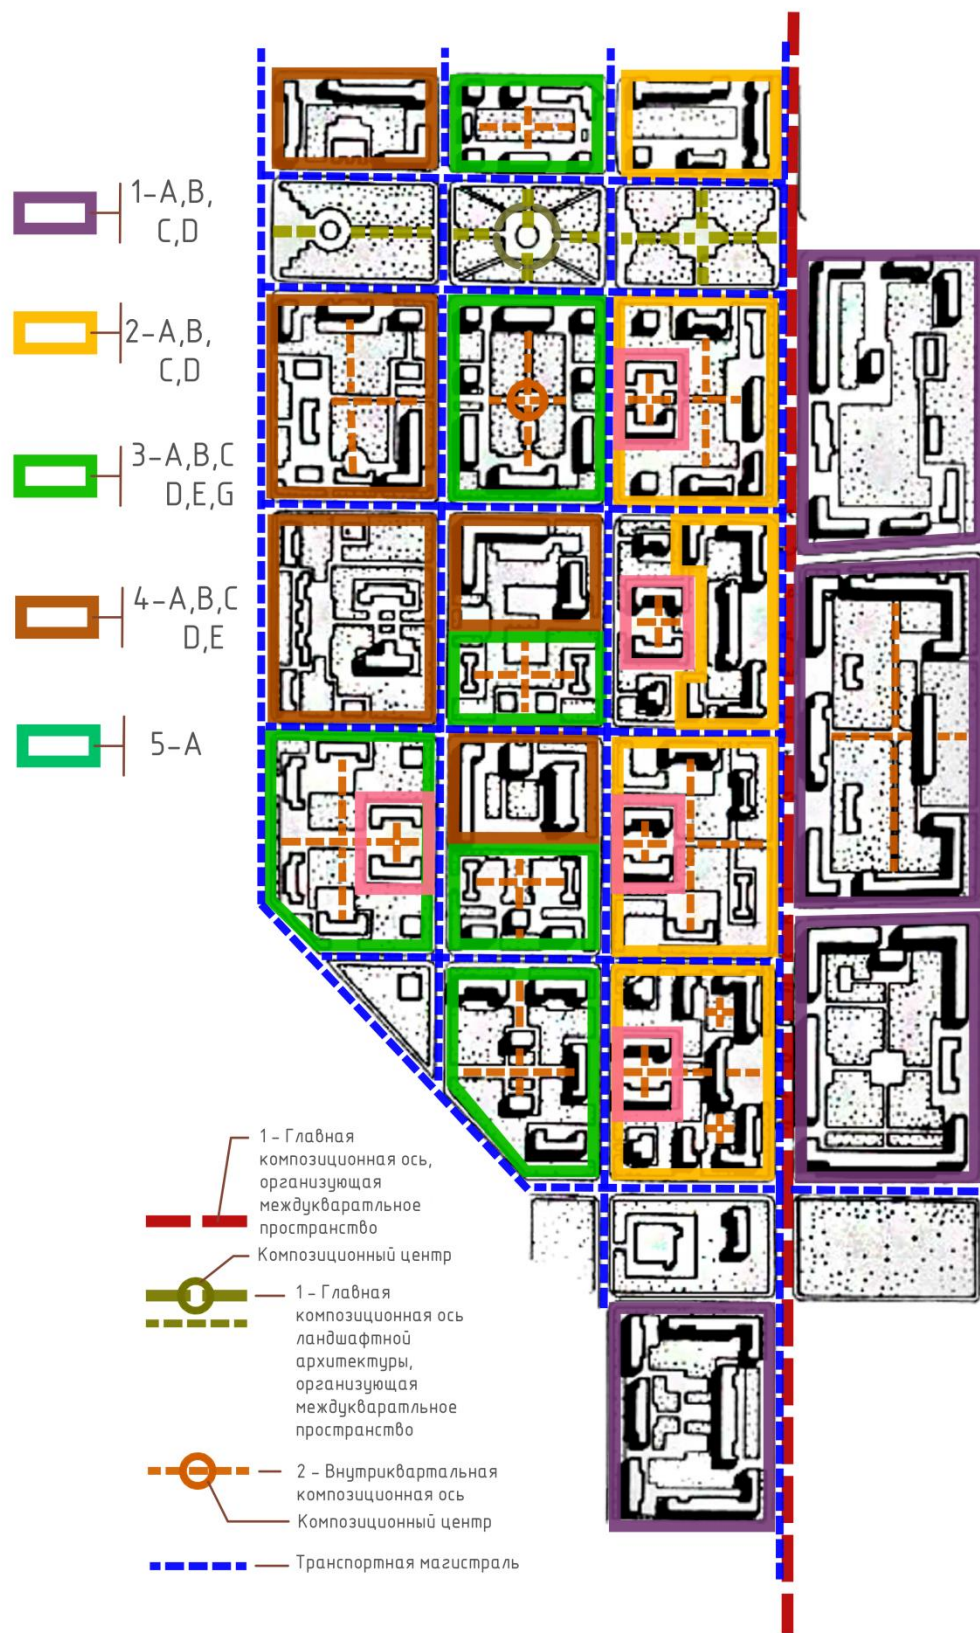 1-A,B,
C,D
2-A,B,
C,D
3-A,B,C
D,E,G
4-A,B,C
D,E
5-A
1 - Главная
композиционная ось,
организующая
междукваратльное
пространство
Композиционный центр
1 - Главная
композиционная ось
ландшафтной
архитектуры,
организующая
междукваратльное
пространство
2 - Внутриквартальная
композиционная ось
Композиционный центр
Транспортная магистраль